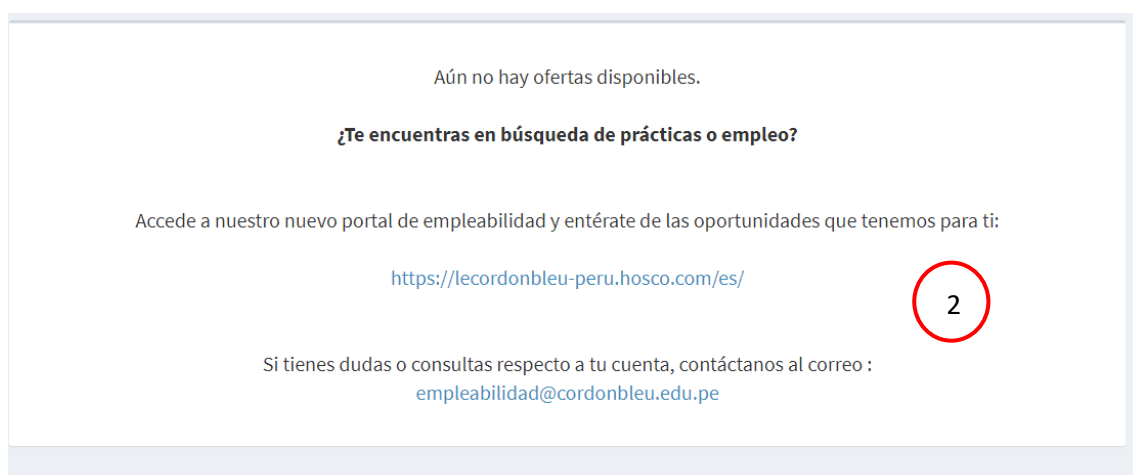 Aún no hay ofertas disponibles.
¿Te encuentras en búsqueda de prácticas o empleo?
Accede a nuestro nuevo portal de empleabilidad y entérate de las oportunidades que tenemos para ti:
https://lecordonbleu-peru.hosco.com/es/
2
Si tienes dudas o consultas respecto a tu cuenta, contáctanos al correo :
empleabilidad@cordonbleu.edu.pe